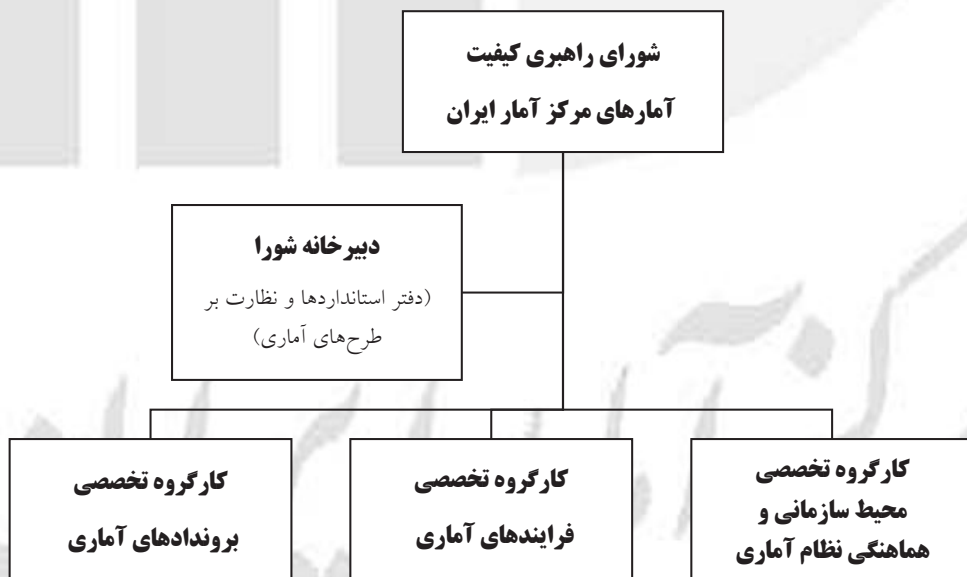 شورای راهبری کیفیت
آمارهای مرکز آمار ایران
دبیرخانه شورا
(دفتر استانداردها و نظارت بر
طرح‌های آماری)
کارگروه تخصصی
محیط سازمانی و
هماهنگی نظام آماری
کارگروه تخصصی
فرایندهای آماری
کارگروه تخصصی
بروندادهای آماری